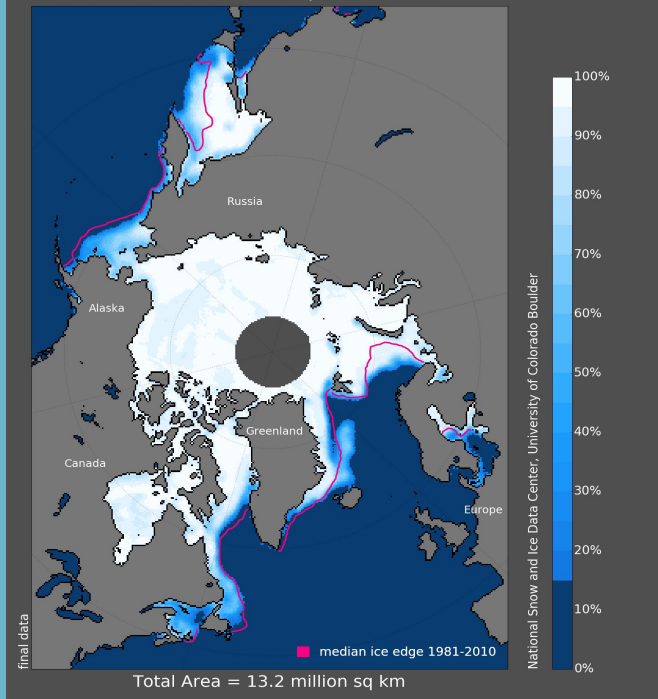 100%
90%
80%
Russia
70%
Alaska
60%
50%
Greenland
40%
Canada
30%
Europe
20%
10%
median ice edge 1981-2010
0%
final data
National Snow and Ice Data Center, University of Colorado Boulder
Total Area = 13.2 million sq km